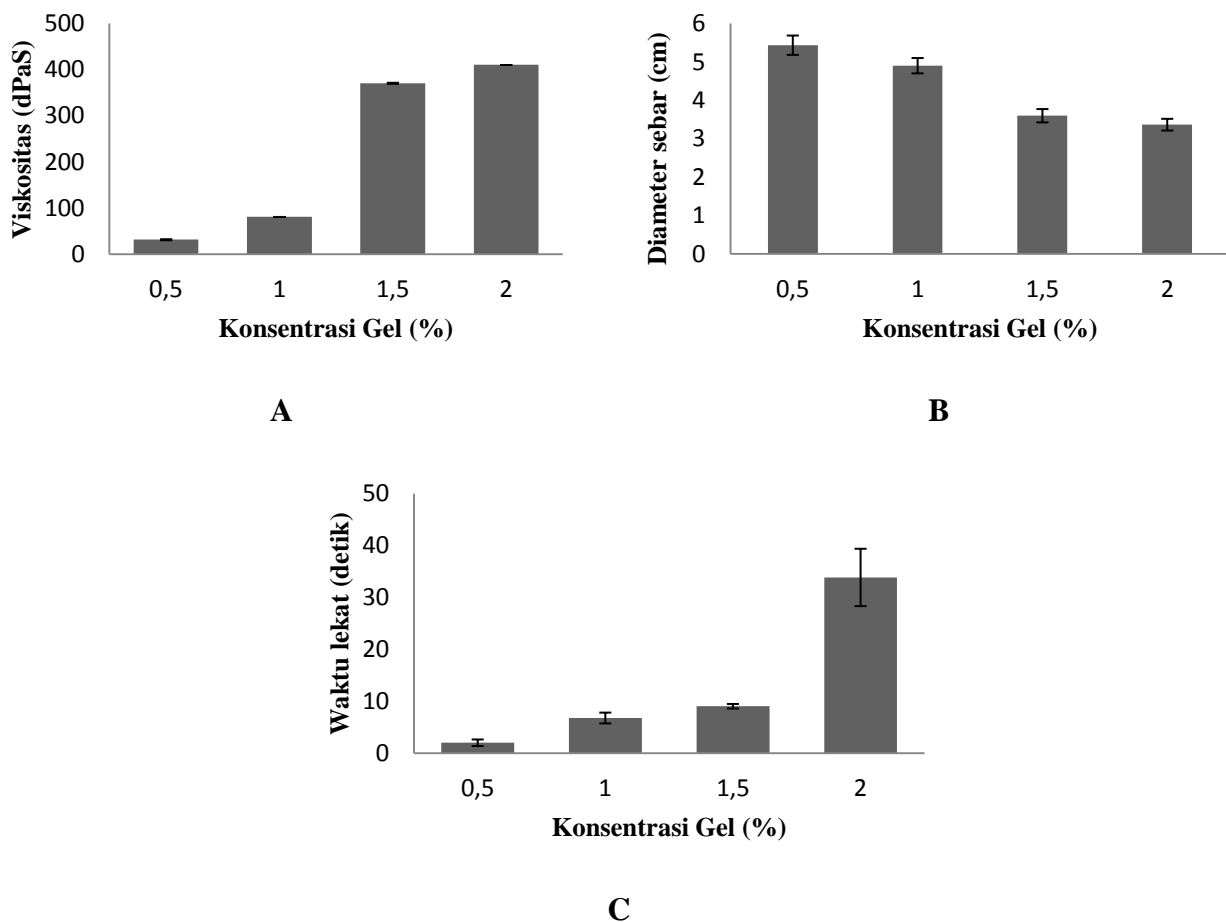 Viskositas (dPaS)
500
400
300
200
100
0
0,5 1 1,5 2
Konsentrasi Gel (%)
A
Diameter sebar (cm)
6
5
4
3
2
1
0
0,5 1 1,5 2
Konsentrasi Gel (%)
B
Waktu lekat (detik)
50
40
30
20
10
0
0,5 1 1,5 2
Konsentrasi Gel (%)
C